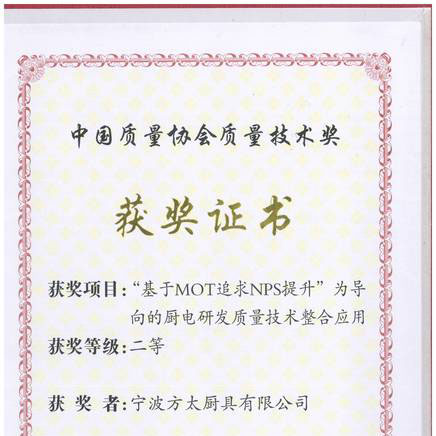 中国质量协会质量技术奖
获奖证书
获奖项目：“基于MOT追求NPS提升”为导
向的厨电研发质量技术整合应用
获奖等级：二等
获奖者：宁波方太厨具有限公司